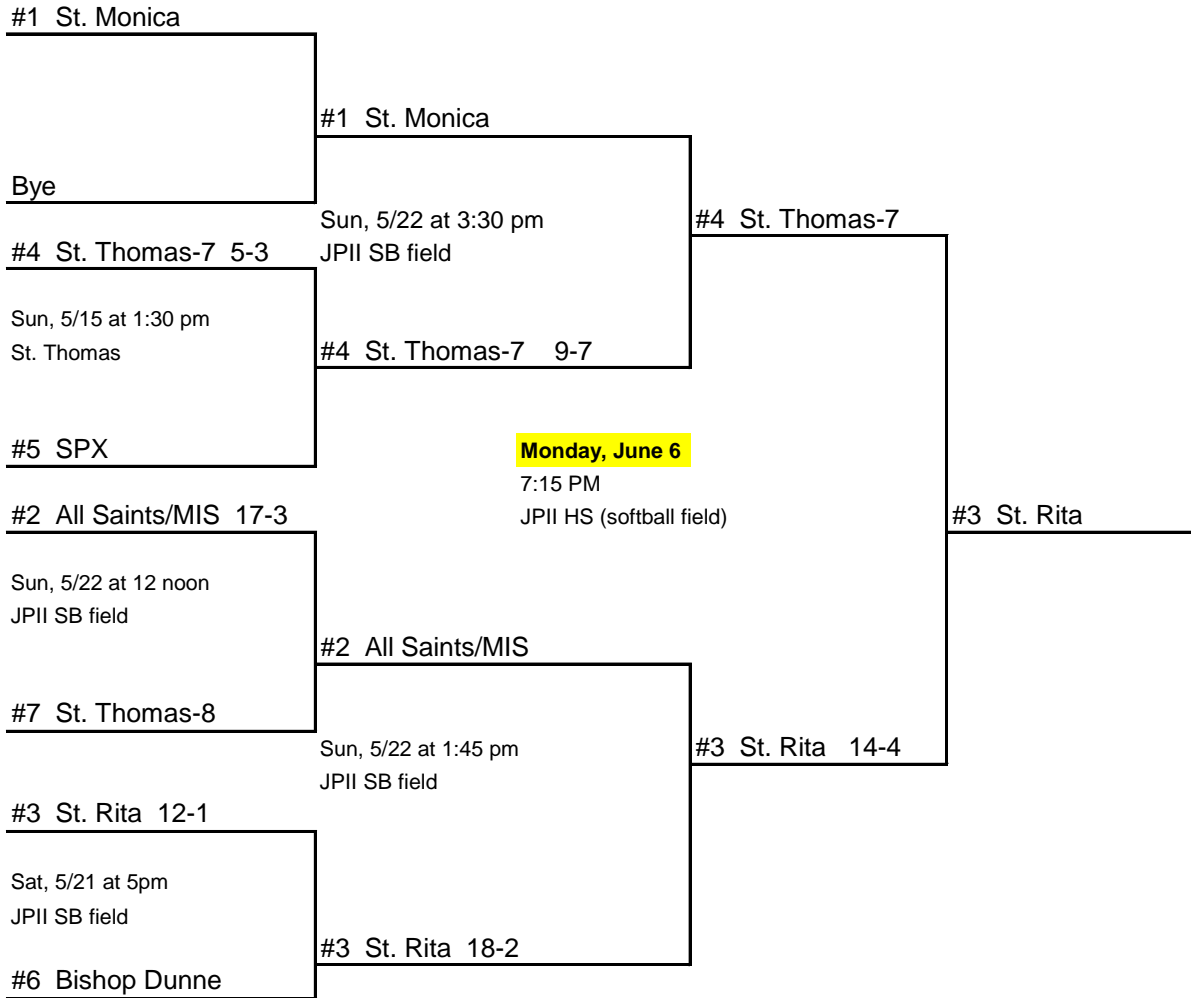 #1 St. Monica
#1 St. Monica
Bye
Sun, 5/22 at 3:30 pm
#4 St. Thomas-7
#4 St. Thomas-7 5-3
JPII SB field
Sun, 5/15 at 1:30 pm
St. Thomas
#4 St. Thomas-7 9-7
#5 SPX
Monday, June 6
7:15 PM
#2 All Saints/MIS 17-3
JPII HS (softball field)
#3 St. Rita
Sun, 5/22 at 12 noon
JPII SB field
#2 All Saints/MIS
#7 St. Thomas-8
Sun, 5/22 at 1:45 pm
#3 St. Rita 14-4
JPII SB field
#3 St. Rita 12-1
Sat, 5/21 at 5pm
JPII SB field
#3 St. Rita 18-2
#6 Bishop Dunne